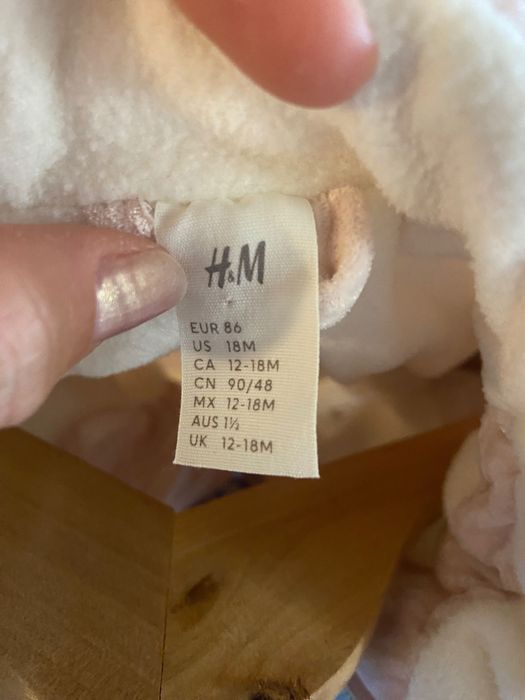 H&M
EUR 86
US 18M
CA 12-18M
CN 90/48
MX 12-18M
AUS 1½
UK 12-18M